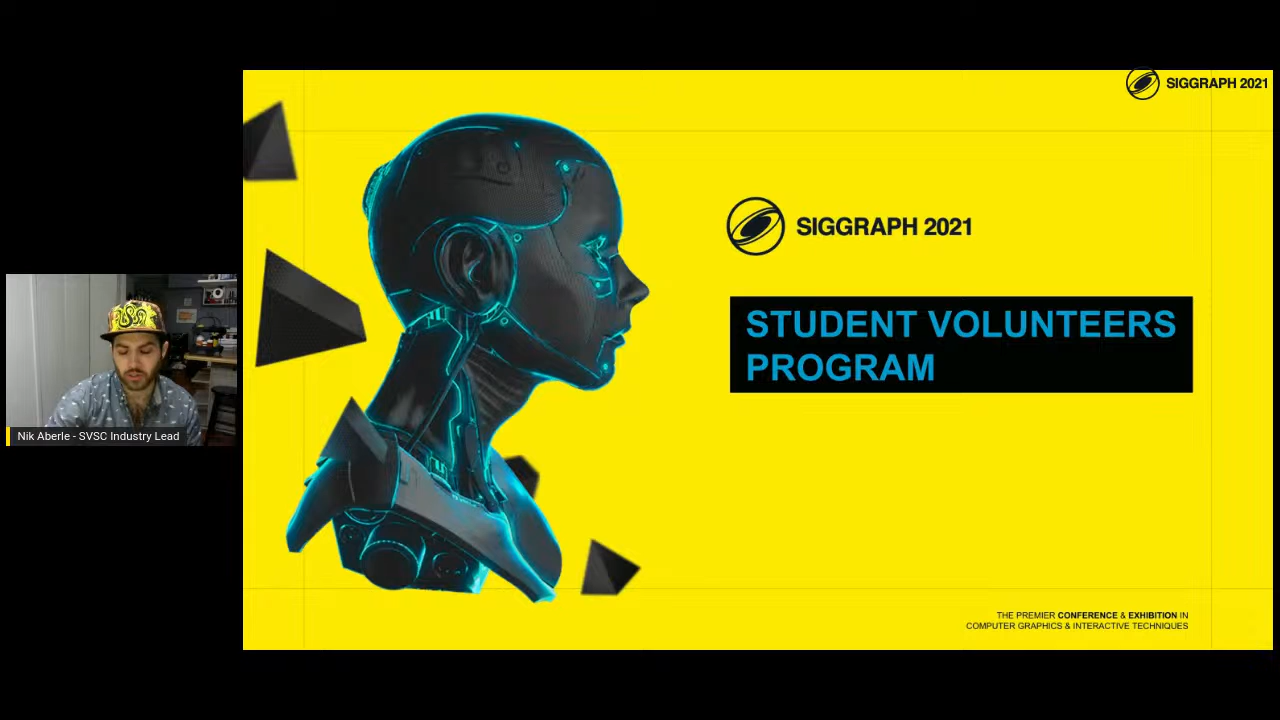 SIGGRAPH 2021
SIGGRAPH 2021
STUDENT VOLUNTEERS
PROGRAM
Nik Aberle - SVSC Industry Lead
THE PREMIER CONFERENCE & EXHIBITION IN
COMPUTER GRAPHICS & INTERACTIVE TECHNIQUES